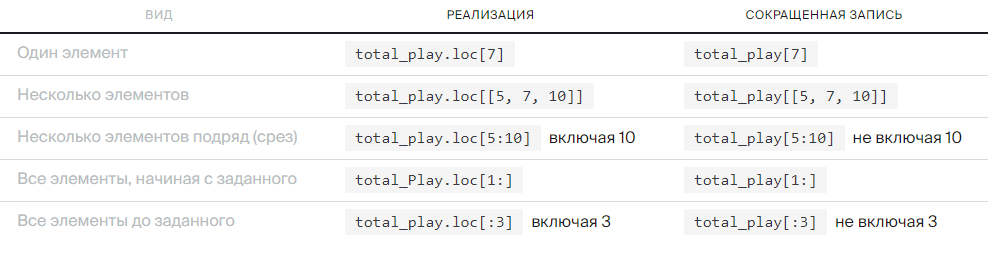 ВИД РЕАЛИЗАЦИЯ СОКРАЩЕННАЯ ЗАПИСЬ
Один элемент total_play.loc[7] total_play[7]
Несколько элементов total_play.loc[[5, 7, 10]] total_play[[5, 7, 10]]
Несколько элементов подряд (срез) total_play.loc[5:10] включая 10 total_play[5:10] не включая 10
Все элементы, начиная с заданного total_Play.loc[1:] total_play[1:]
Все элементы до заданного total_play.loc[:3] включая 3 total_play[:3] не включая 3